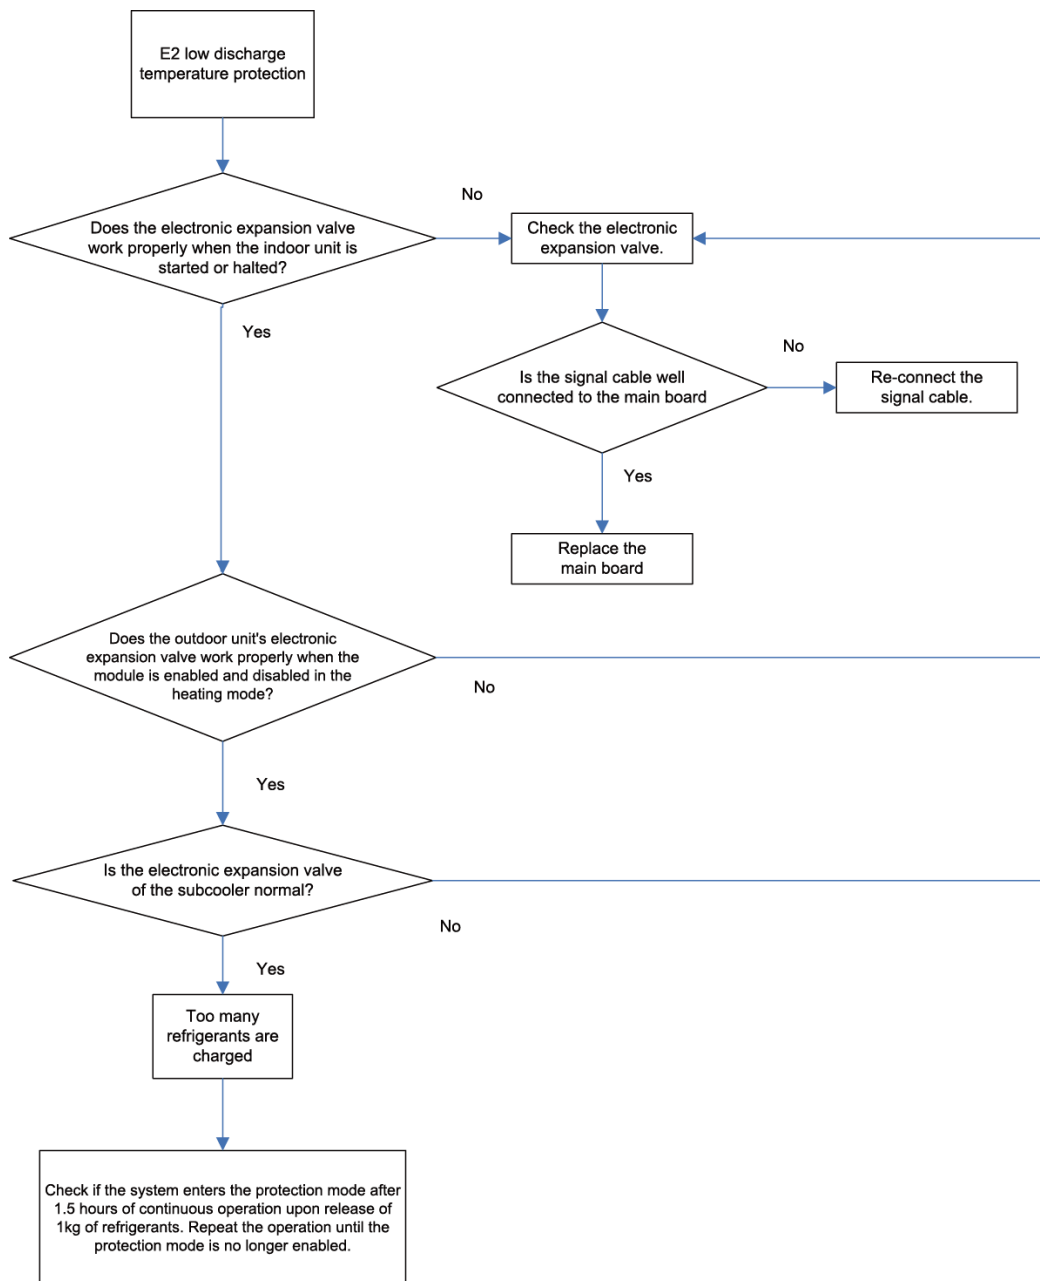 E2 low discharge
temperature protection
No
Does the electronic expansion valve
work properly when the indoor unit is
started or halted?
Check the electronic
expansion valve.
Yes
No
Is the signal cable well
connected to the main board
Re-connect the
signal cable.
Yes
Replace the
main board
Does the outdoor unit's electronic
expansion valve work properly when the
module is enabled and disabled in the
heating mode?
No
Yes
Is the electronic expansion valve
of the subcooler normal?
No
Yes
Too many
refrigerants are
charged
Check if the system enters the protection mode after
1.5 hours of continuous operation upon release of
1kg of refrigerants. Repeat the operation until the
protection mode is no longer enabled.